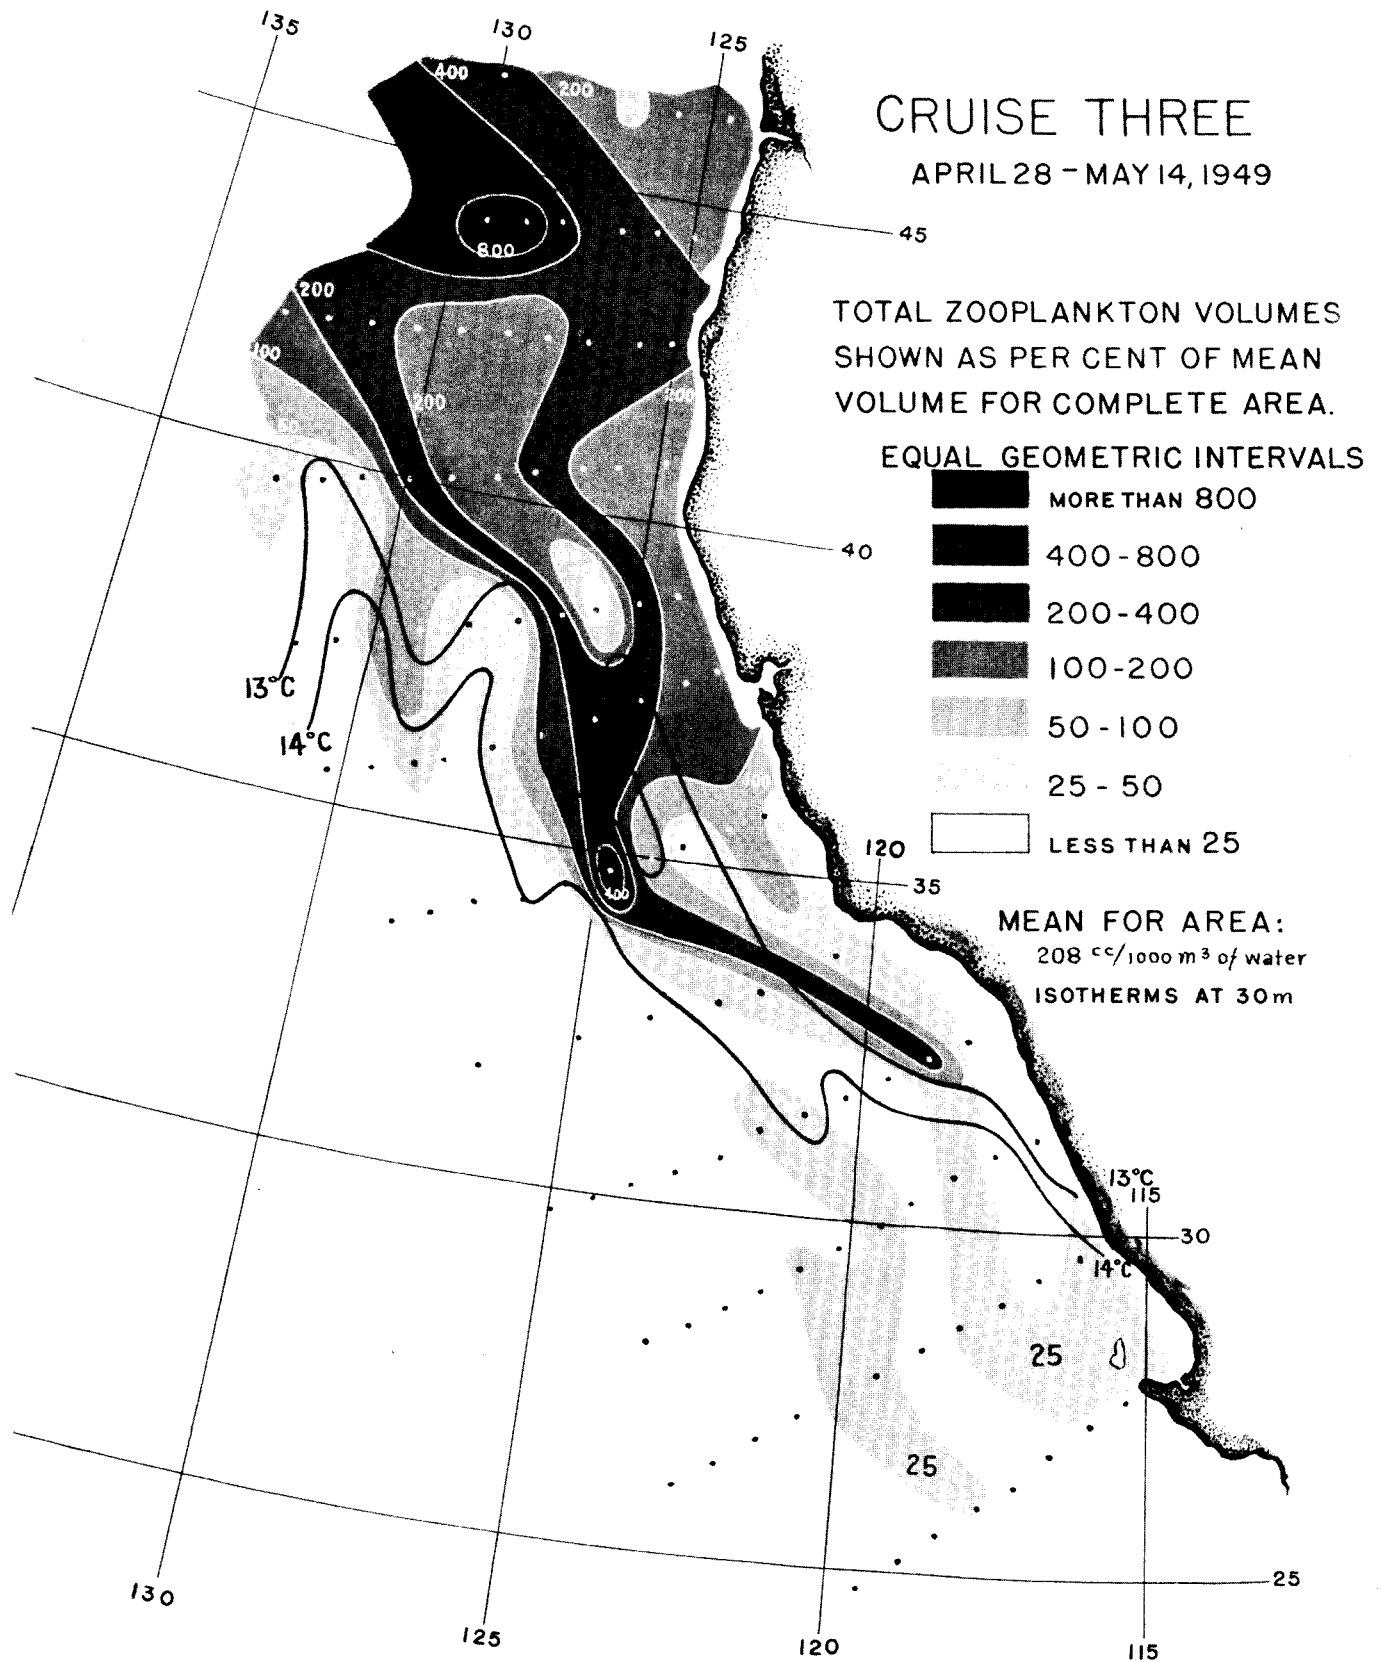 135
130
125
400
200
CRUISE THREE
APRIL 28 - MAY 14, 1949
45
800
200
TOTAL ZOOPLANKTON VOLUMES
SHOWN AS PER CENT OF MEAN
VOLUME FOR COMPLETE AREA.
100
200
200
50
EQUAL GEOMETRIC INTERVALS
MORE THAN 800
400-800
40
200-400
100-200
13°C
50-100
14°C
25-50
LESS THAN 25
120
35
400
MEAN FOR AREA:
208 cc/1000 m³ of water
ISOTHERMS AT 30m
13°C
115
30
14°C
25
25
25
130
125
120
115